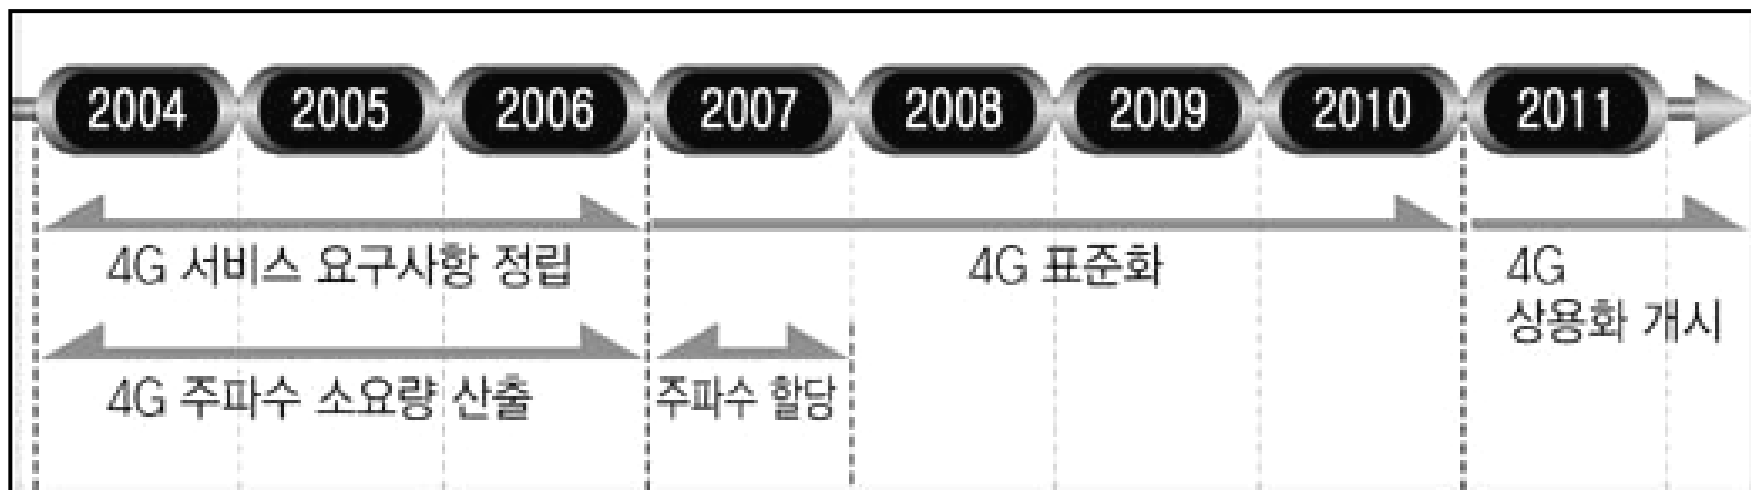 2004 2005 2006 2007 2008 2009 2010 2011
4G 서비스 요구사항 정립
4G 표준화
4G
상용화 개시
4G 주파수 소요량 산출
주파수 할당